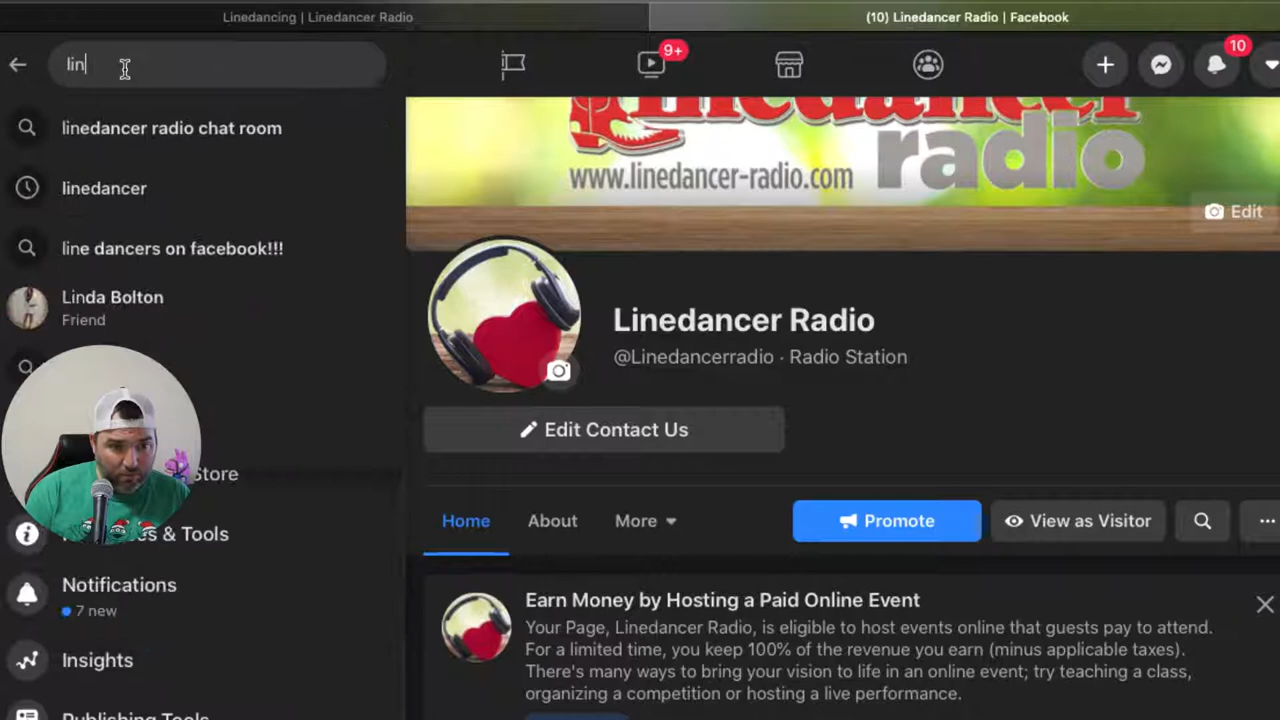 Linedancing | Linedancer Radio
(10) Linedancer Radio | Facebook
lin
9+
10
linedancer radio chat room
linedancer
line dancers on facebook!!!
Linda Bolton
Friend
Store
& Tools
Notifications
7 new
Insights
Publishing Tools
radio
www.linedancer-radio.com
Edit
Linedancer Radio
@Linedancerradio · Radio Station
Edit Contact Us
Home
About
More
Promote
View as Visitor
Earn Money by Hosting a Paid Online Event
Your Page, Linedancer Radio, is eligible to host events online that guests pay to attend.
For a limited time, you keep 100% of the revenue you earn (minus applicable taxes).
There's many ways to bring your vision to life in an online event; try teaching a class,
organizing a competition or hosting a live performance.